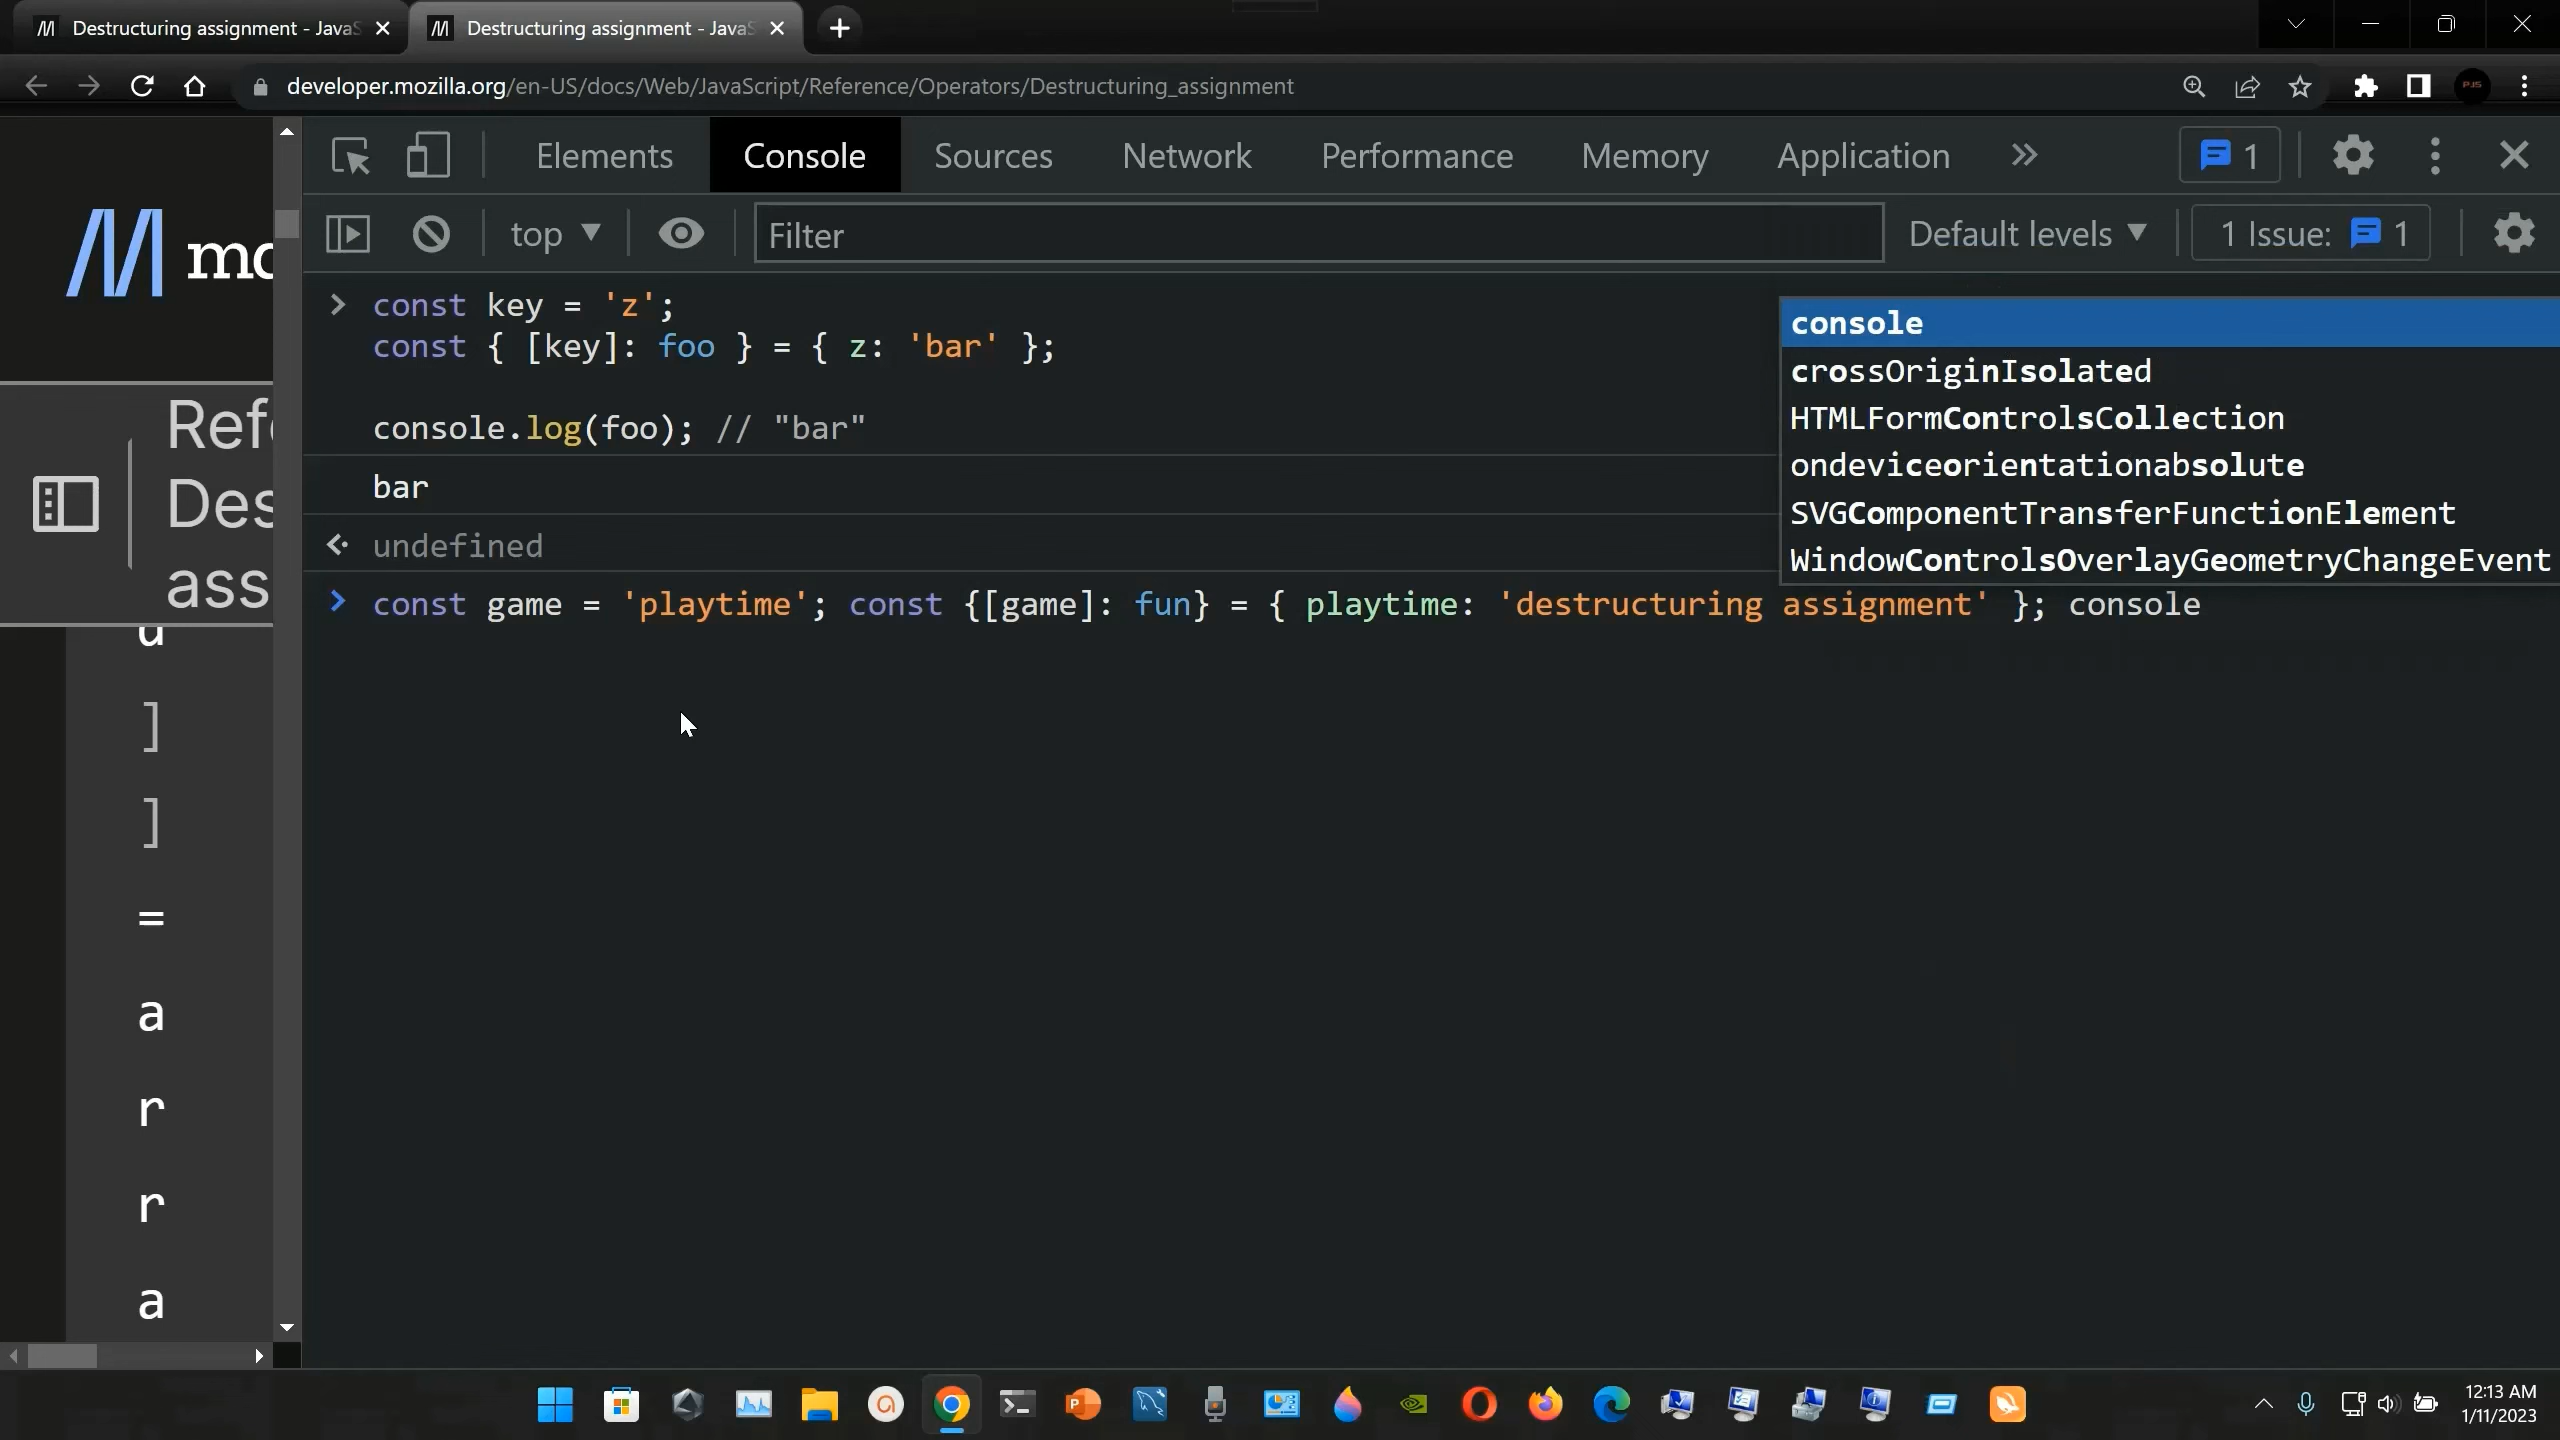 Destructuring assignment - JavaS
Destructuring assignment - JavaS
developer.mozilla.org/en-US/docs/Web/JavaScript/Reference/Operators/Destructuring_assignment
PJS
Elements Console Sources Network Performance Memory Application 1
top Filter Default levels 1 Issue: 1
M mo
Refe
Des
ass
u
]
]
=
a
r
r
a
> const key = 'z';
const { [key]: foo } = { z: 'bar' };
console.log(foo); // "bar"
bar
undefined
> const game = 'playtime'; const {[game]: fun} = { playtime: 'destructuring assignment' }; console
console
crossOriginIsolated
HTMLFormControlsCollection
ondeviceorientationabsolute
SVGComponentTransferFunctionElement
WindowControlsOverlayGeometryChangeEvent
12:13 AM
1/11/2023